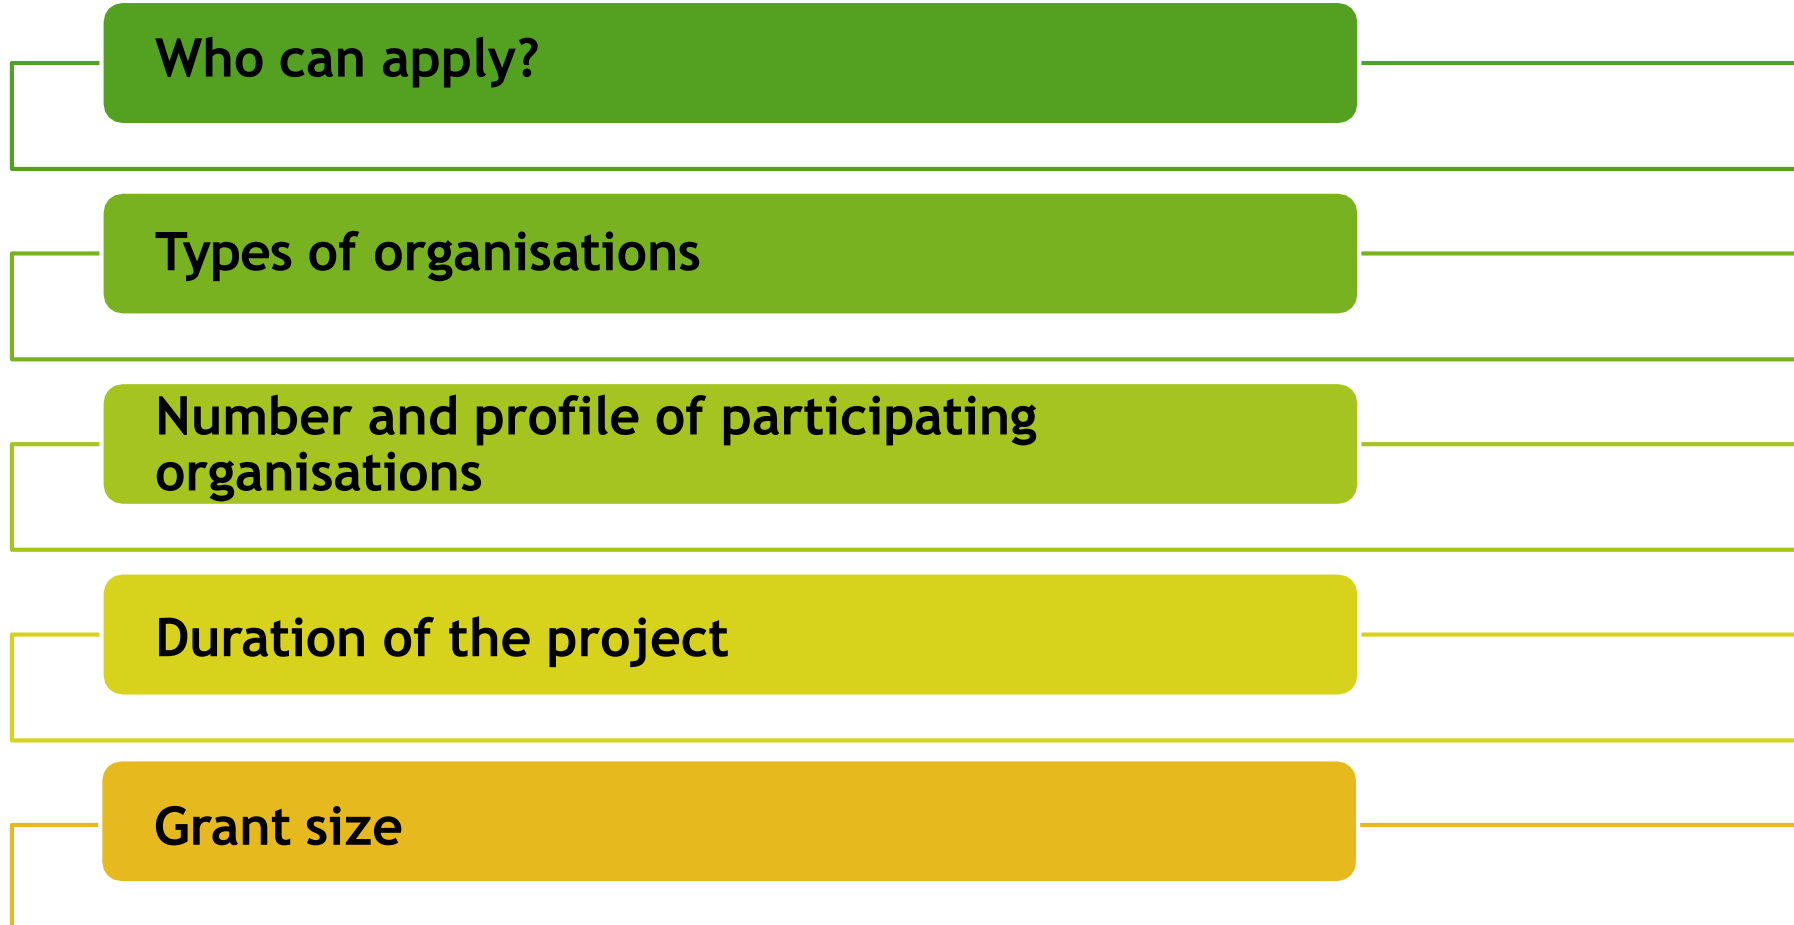 Who can apply?
Types of organisations
Number and profile of participating
organisations
Duration of the project
Grant size